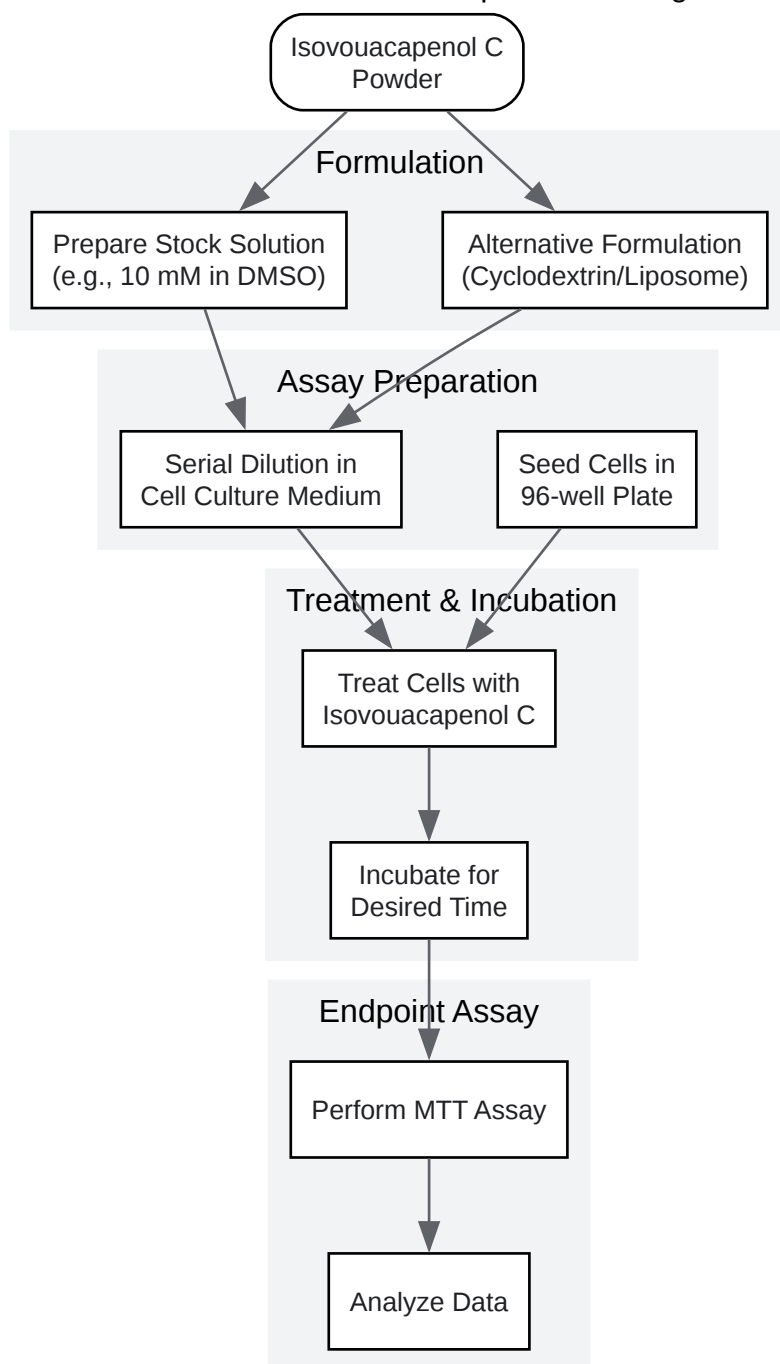 Isovouacapenol C
Powder
Formulation
Prepare Stock Solution
(e.g., 10 mM in DMSO)
Alternative Formulation
(Cyclodextrin/Liposome)
Assay Preparation
Serial Dilution in
Cell Culture Medium
Seed Cells in
96-well Plate
Treatment & Incubation
Treat Cells with
Isovouacapenol C
Incubate for
Desired Time
Endpoint Assay
Perform MTT Assay
Analyze Data